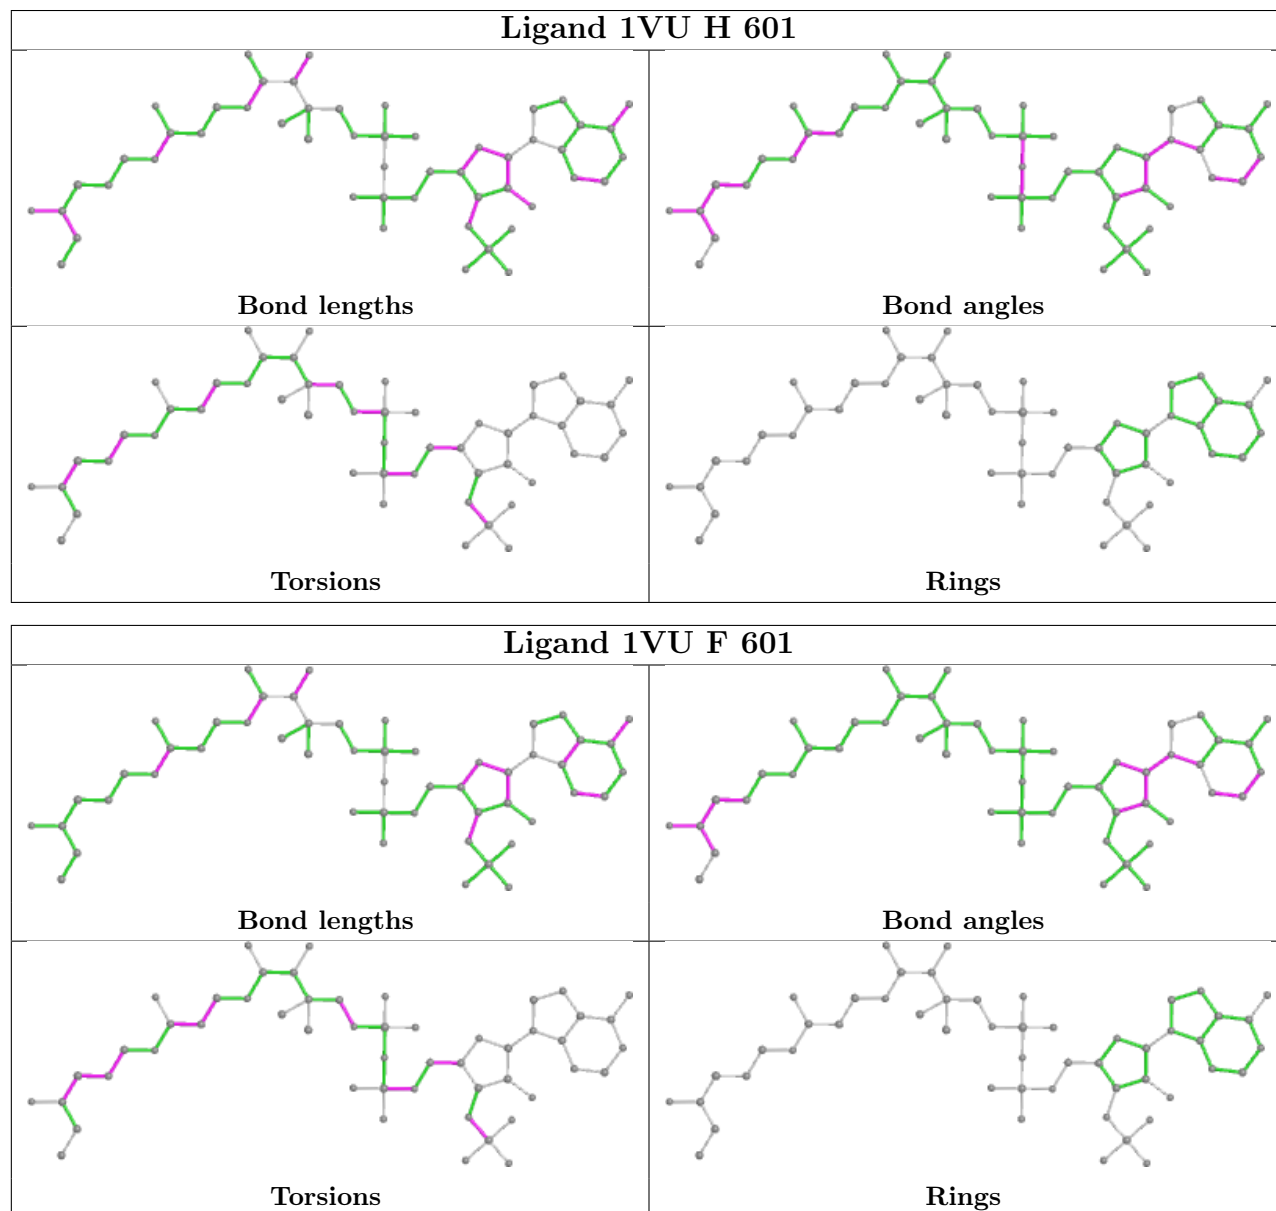 Ligand 1VU H 601
Bond lengths
Bond angles
Torsions
Rings
Ligand 1VU F 601
Bond lengths
Bond angles
Torsions
Rings